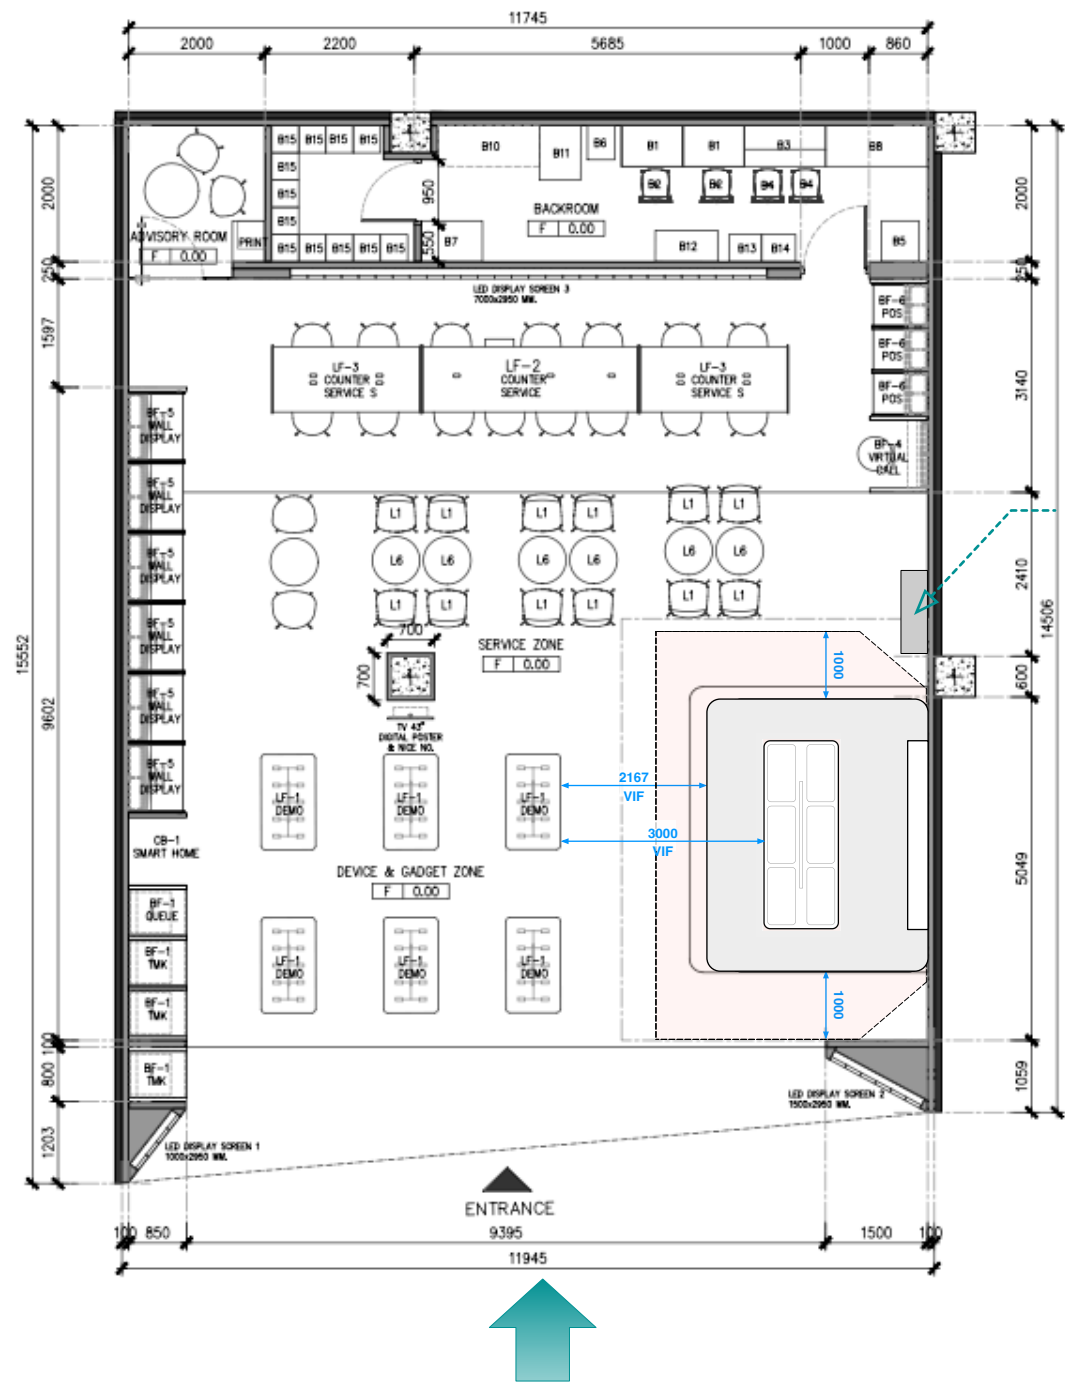 11745
2000
2200
5685
1000
860
B15 B15 B15 B15
B15
B15
B15
B15 B15 B15 B15 B15
B10
B11
B6
B1
B1
B3
B8
B2
B2
B4
B4
950
550
BACKROOM
F 0.00
B7
B12
B13 B14
B5
ADVISORY ROOM
F 0.00
PRINT
2000
250
1597
2000
250
3140
LED DISPLAY SCREEN 3
7000x2950 MM.
BF-6
POS
BF-6
POS
BF-6
POS
LF-3
COUNTER
SERVICE S
LF-2
COUNTER
SERVICE
LF-3
COUNTER
SERVICE S
BF-4
VIRTUAL
CALL
BF-5
WALL
DISPLAY
BF-5
WALL
DISPLAY
BF-5
WALL
DISPLAY
BF-5
WALL
DISPLAY
BF-5
WALL
DISPLAY
BF-5
WALL
DISPLAY
L1 L1 L1 L1 L1 L1
L6 L6 L6 L6 L6 L6
L1 L1 L1 L1 L1 L1
2410
14506
15552
9602
600
700
700
SERVICE ZONE
F 0.00
1000
TV 43"
DIGITAL POSTER
& NICE NO.
2167
VIF
3000
VIF
LF-1
DEMO
LF-1
DEMO
LF-1
DEMO
CB-1
SMART HOME
DEVICE & GADGET ZONE
F 0.00
5049
BF-1
QUEUE
BF-1
TMK
BF-1
TMK
BF-1
TMK
LF-1
DEMO
LF-1
DEMO
LF-1
DEMO
1000
100
800
1203
1059
LED DISPLAY SCREEN 2
1500x2950 MM.
LED DISPLAY SCREEN 1
1000x2950 MM.
ENTRANCE
100 850
9395
1500
100
11945